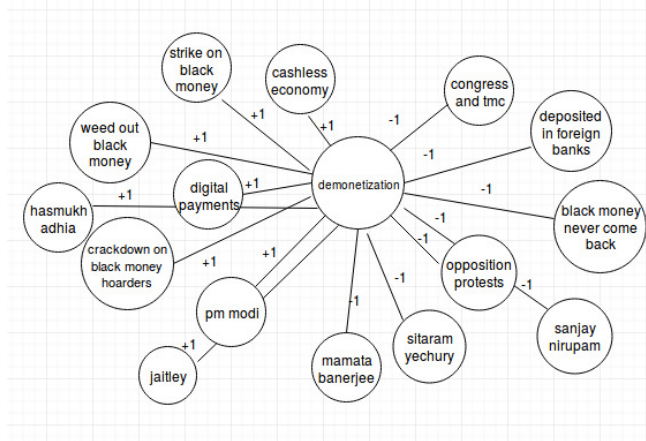 strike on
black
money
+1
cashless
economy
+1
congress
and tmc
-1
deposited
in foreign
banks
-1
weed out
black
money
+1
demonetization
digital
payments
+1
hasmukh
adhia
+1
black money
never come
back
-1
crackdown on
black money
hoarders
+1
pm modi
+1
jaitley
+1
mamata
banerjee
-1
sitaram
yechury
-1
opposition
protests
-1
-1
sanjay
nirupam
-1